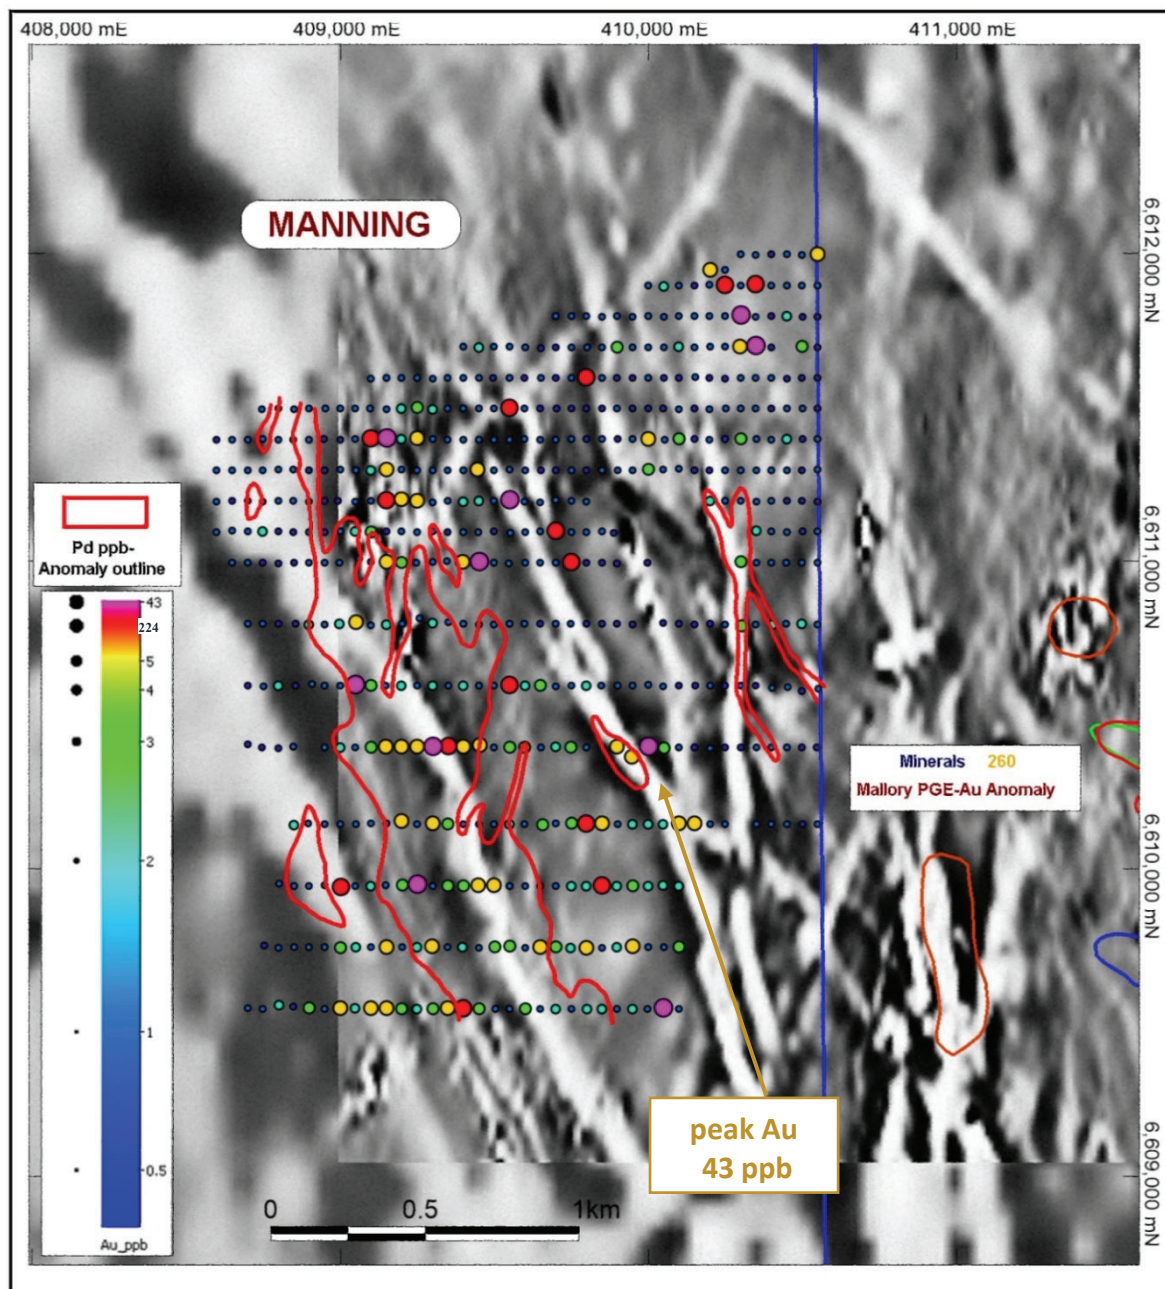 408,000 mE 409,000 mE 410,000 mE 411,000 mE
MANNING
6,612,000 mN
Pd ppb-
Anomaly outline
6,611,000 mN
43
224
5
4
3
2
1
0.5
Au_ppb
Minerals 260
Mallory PGE-Au Anomaly
6,610,000 mN
peak Au
43 ppb
6,609,000 mN
0 0.5 1km